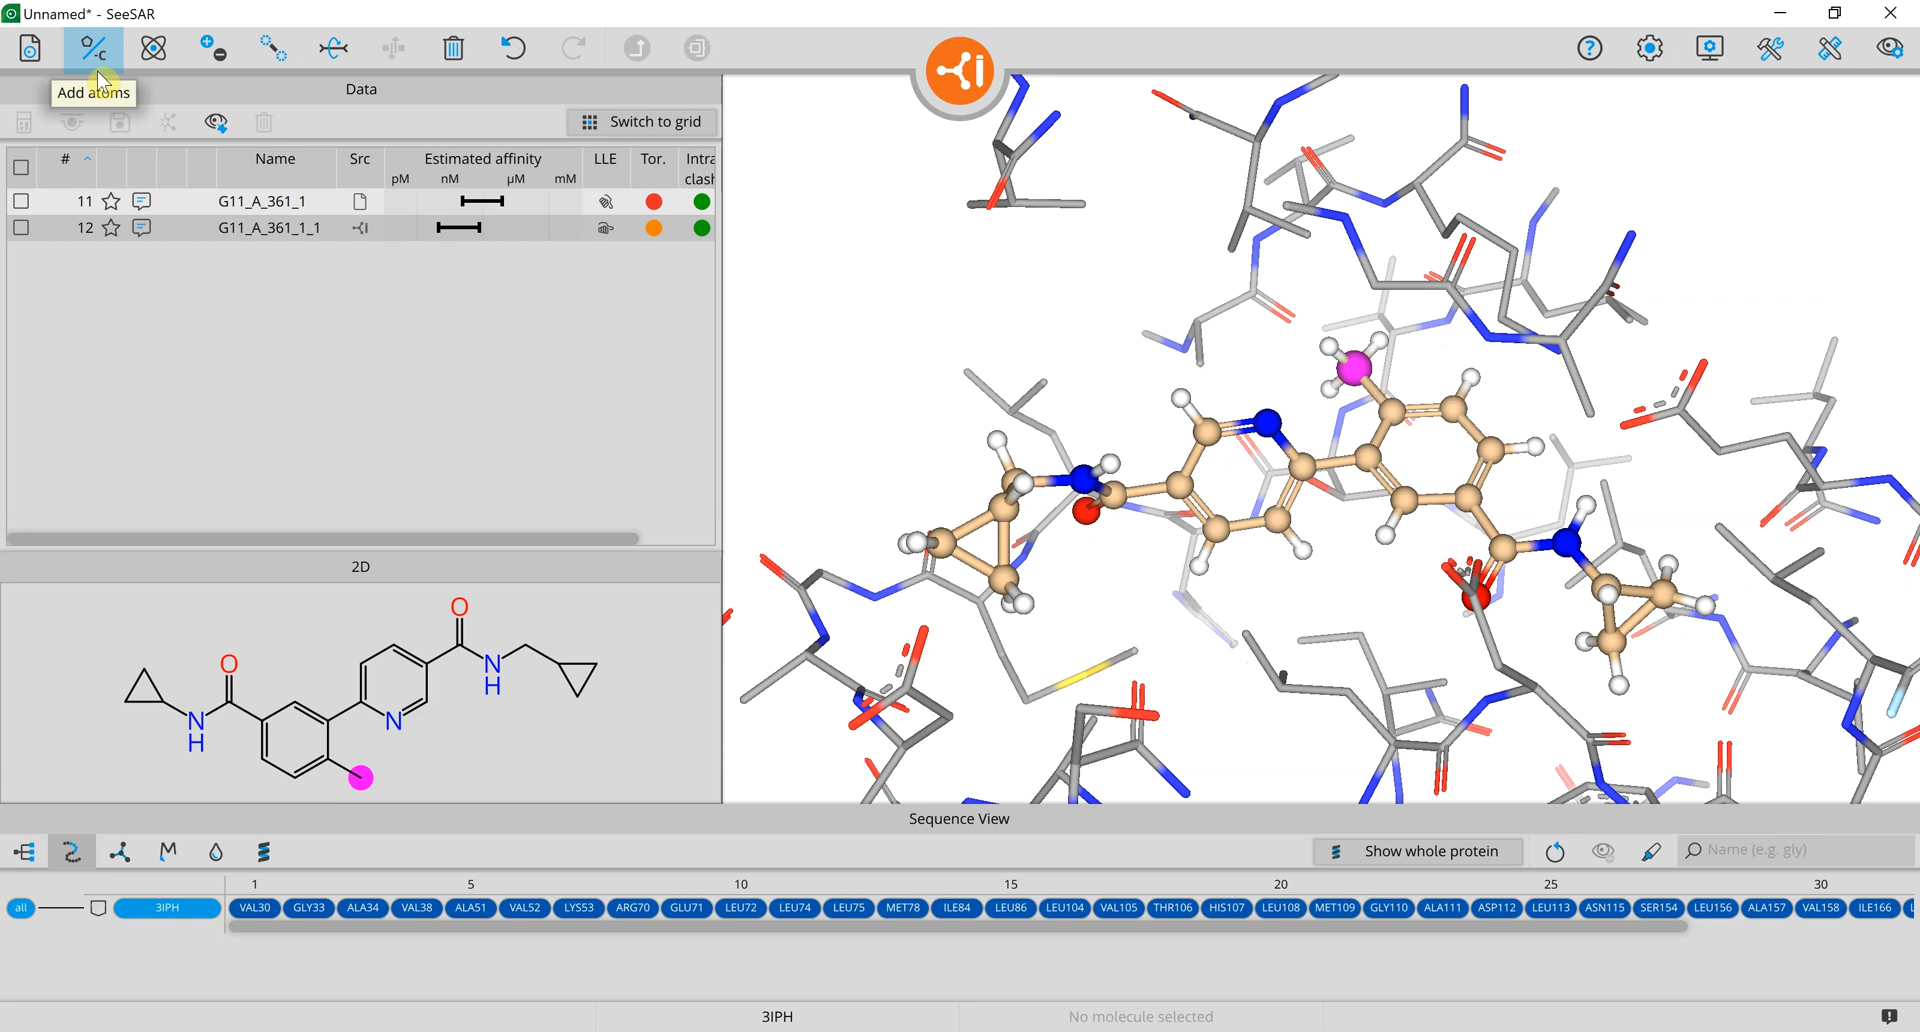 Unnamed* - SeeSAR
-C
Add atoms
Data
Switch to grid
# Name Src Estimated affinity LLE Tor. Intra
pM nM µM mM clash
11 G11_A_361_1
12 G11_A_361_1_1
2D
O
O
N
H
N
H
N
Sequence View
Show whole protein
Name (e.g. gly)
1 5 10 15 20 25 30
all 3IPH VAL30 GLY33 ALA34 VAL38 ALA51 VAL52 LYS53 ARG70 GLU71 LEU72 LEU74 LEU75 MET78 ILE84 LEU86 LEU104 VAL105 THR106 HIS107 LEU108 MET109 GLY110 ALA111 ASP112 LEU113 ASN115 SER154 LEU156 ALA157 VAL158 ILE166 L
3IPH No molecule selected